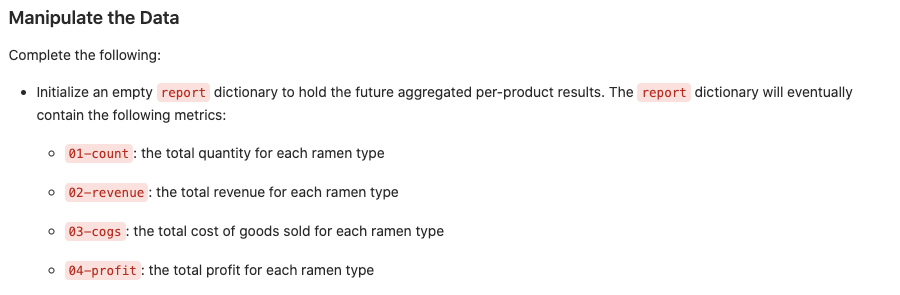 Manipulate the Data
Complete the following:
• Initialize an empty report dictionary to hold the future aggregated per-product results. The report dictionary will eventually
contain the following metrics:
◦ 01-count: the total quantity for each ramen type
◦ 02-revenue: the total revenue for each ramen type
◦ 03-cogs: the total cost of goods sold for each ramen type
◦ 04-profit: the total profit for each ramen type